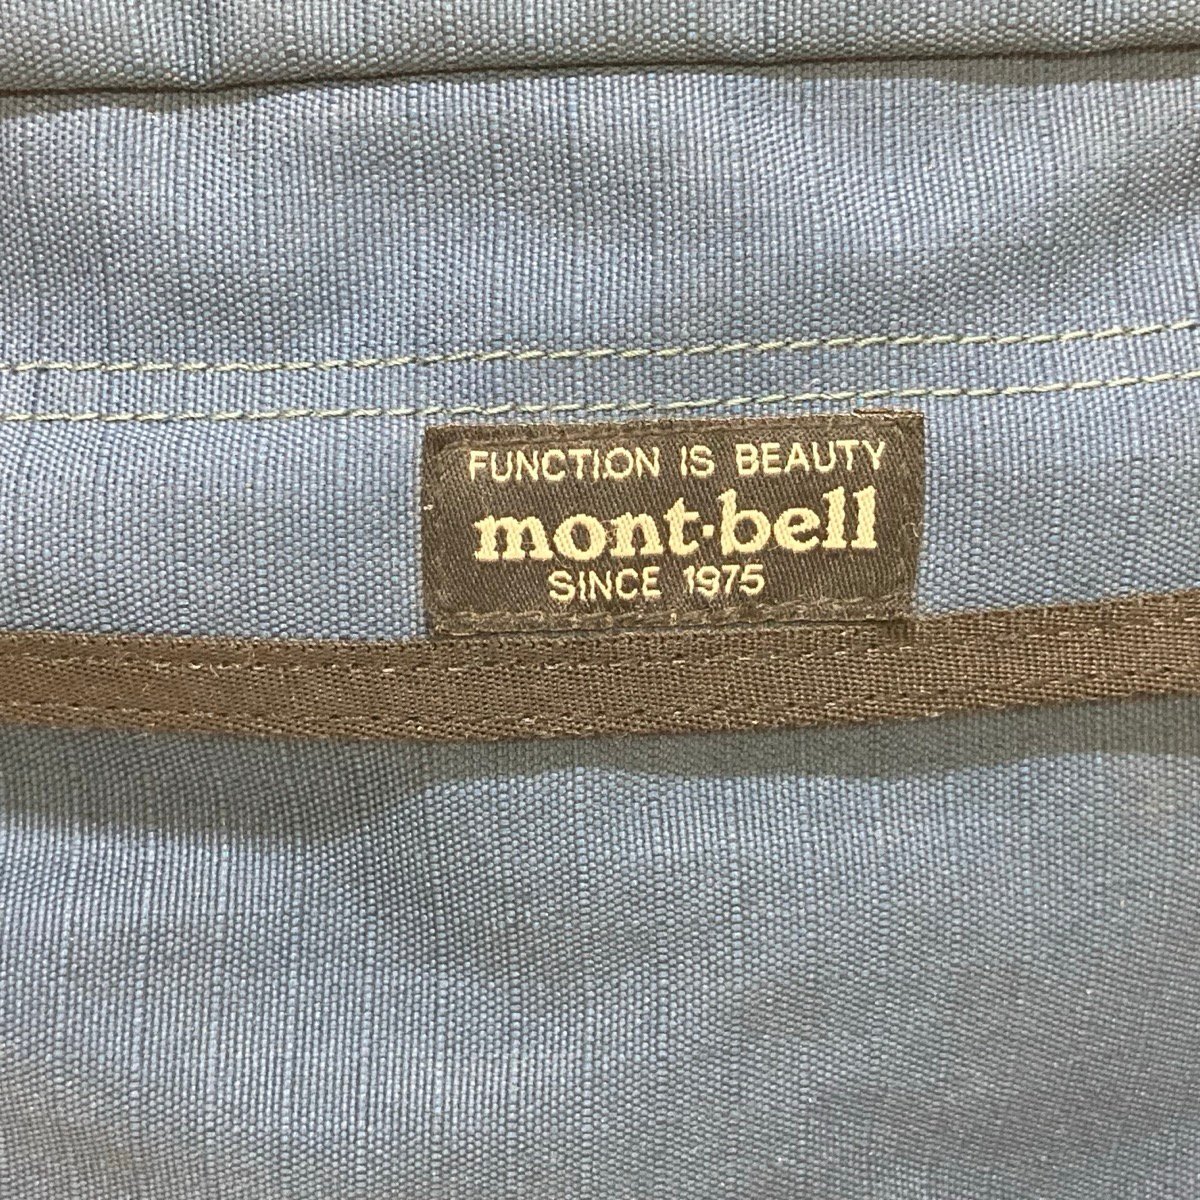 FUNCTION IS BEAUTY
mont·bell
SINCE 1975